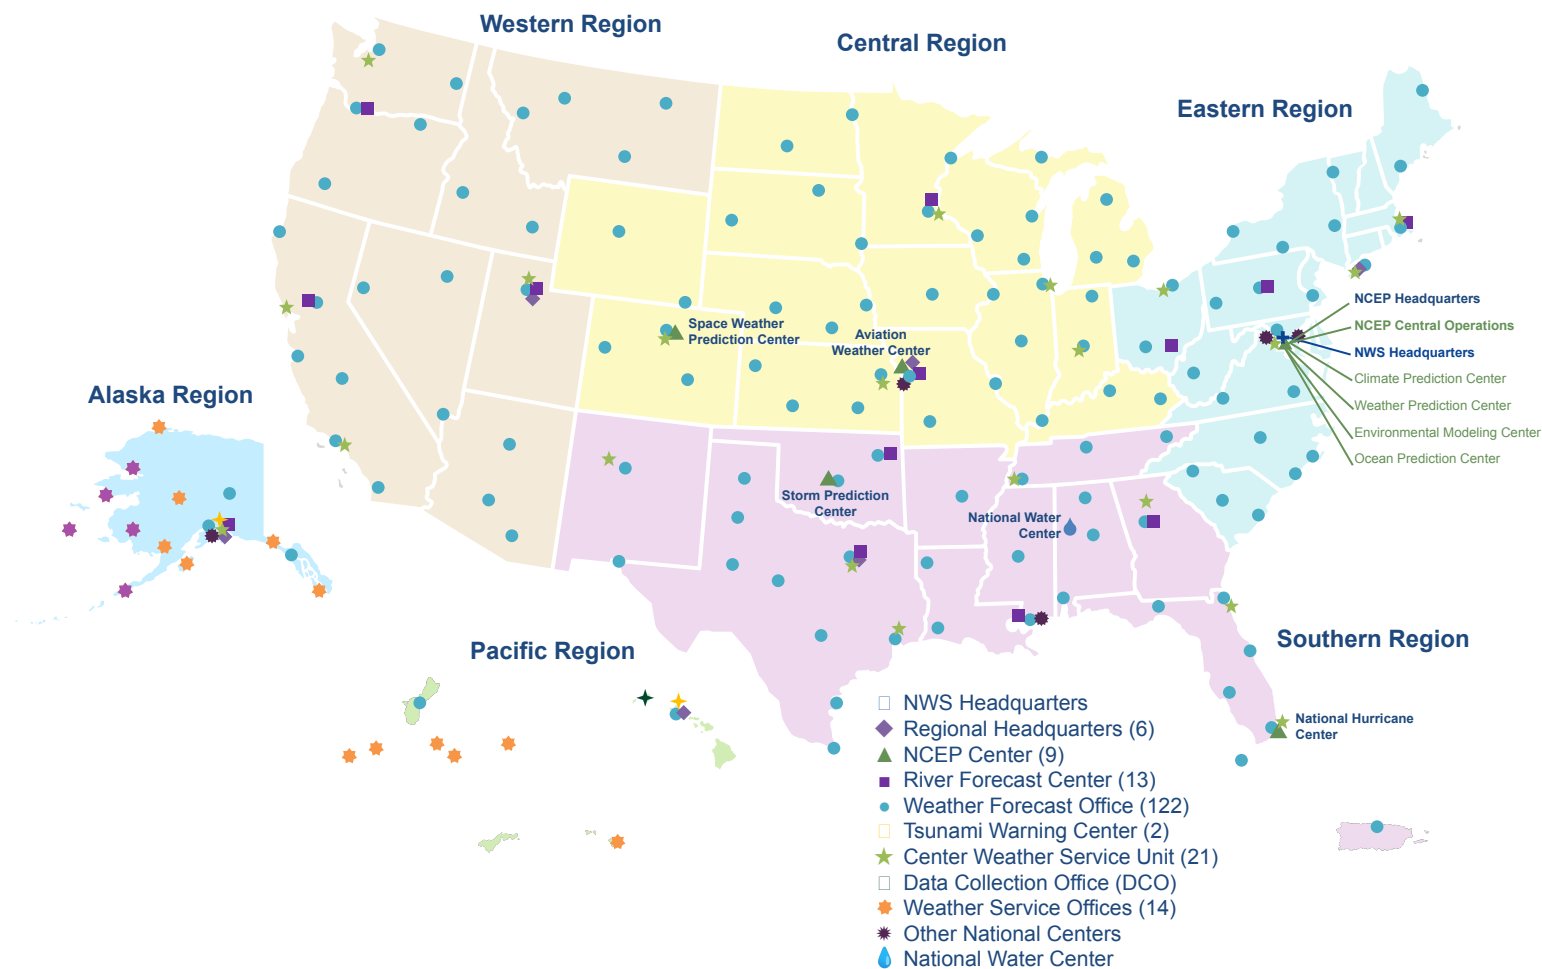 Western Region
Central Region
Eastern Region
NCEP Headquarters
Space Weather
Prediction Center
NCEP Central Operations
Aviation
Weather Center
NWS Headquarters
Climate Prediction Center
Alaska Region
Weather Prediction Center
Environmental Modeling Center
Ocean Prediction Center
Storm Prediction
Center
National Water
Center
Pacific Region
Southern Region
National Hurricane
Center
NWS Headquarters
Regional Headquarters (6)
NCEP Center (9)
River Forecast Center (13)
Weather Forecast Office (122)
Tsunami Warning Center (2)
Center Weather Service Unit (21)
Data Collection Office (DCO)
Weather Service Offices (14)
Other National Centers
National Water Center